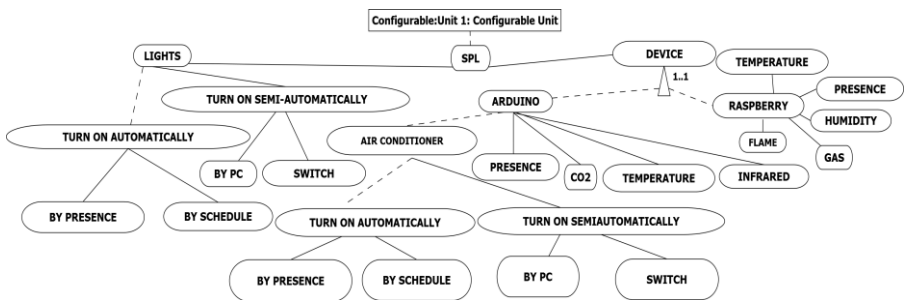 Configurable:Unit 1: Configurable Unit
LIGHTS
SPL
DEVICE
TEMPERATURE
1..1
TURN ON SEMI-AUTOMATICALLY
ARDUINO
RASPBERRY
PRESENCE
HUMIDITY
TURN ON AUTOMATICALLY
AIR CONDITIONER
FLAME
GAS
BY PC
SWITCH
PRESENCE
CO2
TEMPERATURE
INFRARED
BY PRESENCE
BY SCHEDULE
TURN ON AUTOMATICALLY
TURN ON SEMIAUTOMATICALLY
BY PRESENCE
BY SCHEDULE
BY PC
SWITCH